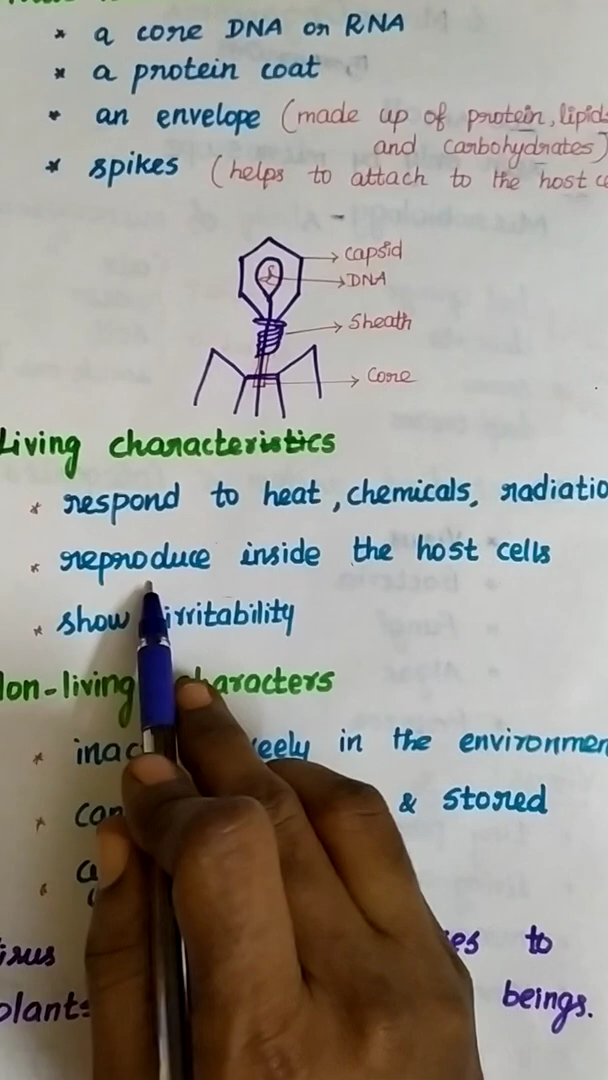 * a core DNA or RNA
* a protein coat
* an envelope (made up of protein, lipids
and carbohydrates)
* spikes (helps to attach to the host ce
capsid
DNA
Sheath
Core
Living characteristics
* respond to heat, chemicals, radiatio
* reproduce inside the host cells
* show irritability
Non-living characters
* in the environmen
* & stored
to
plants beings.